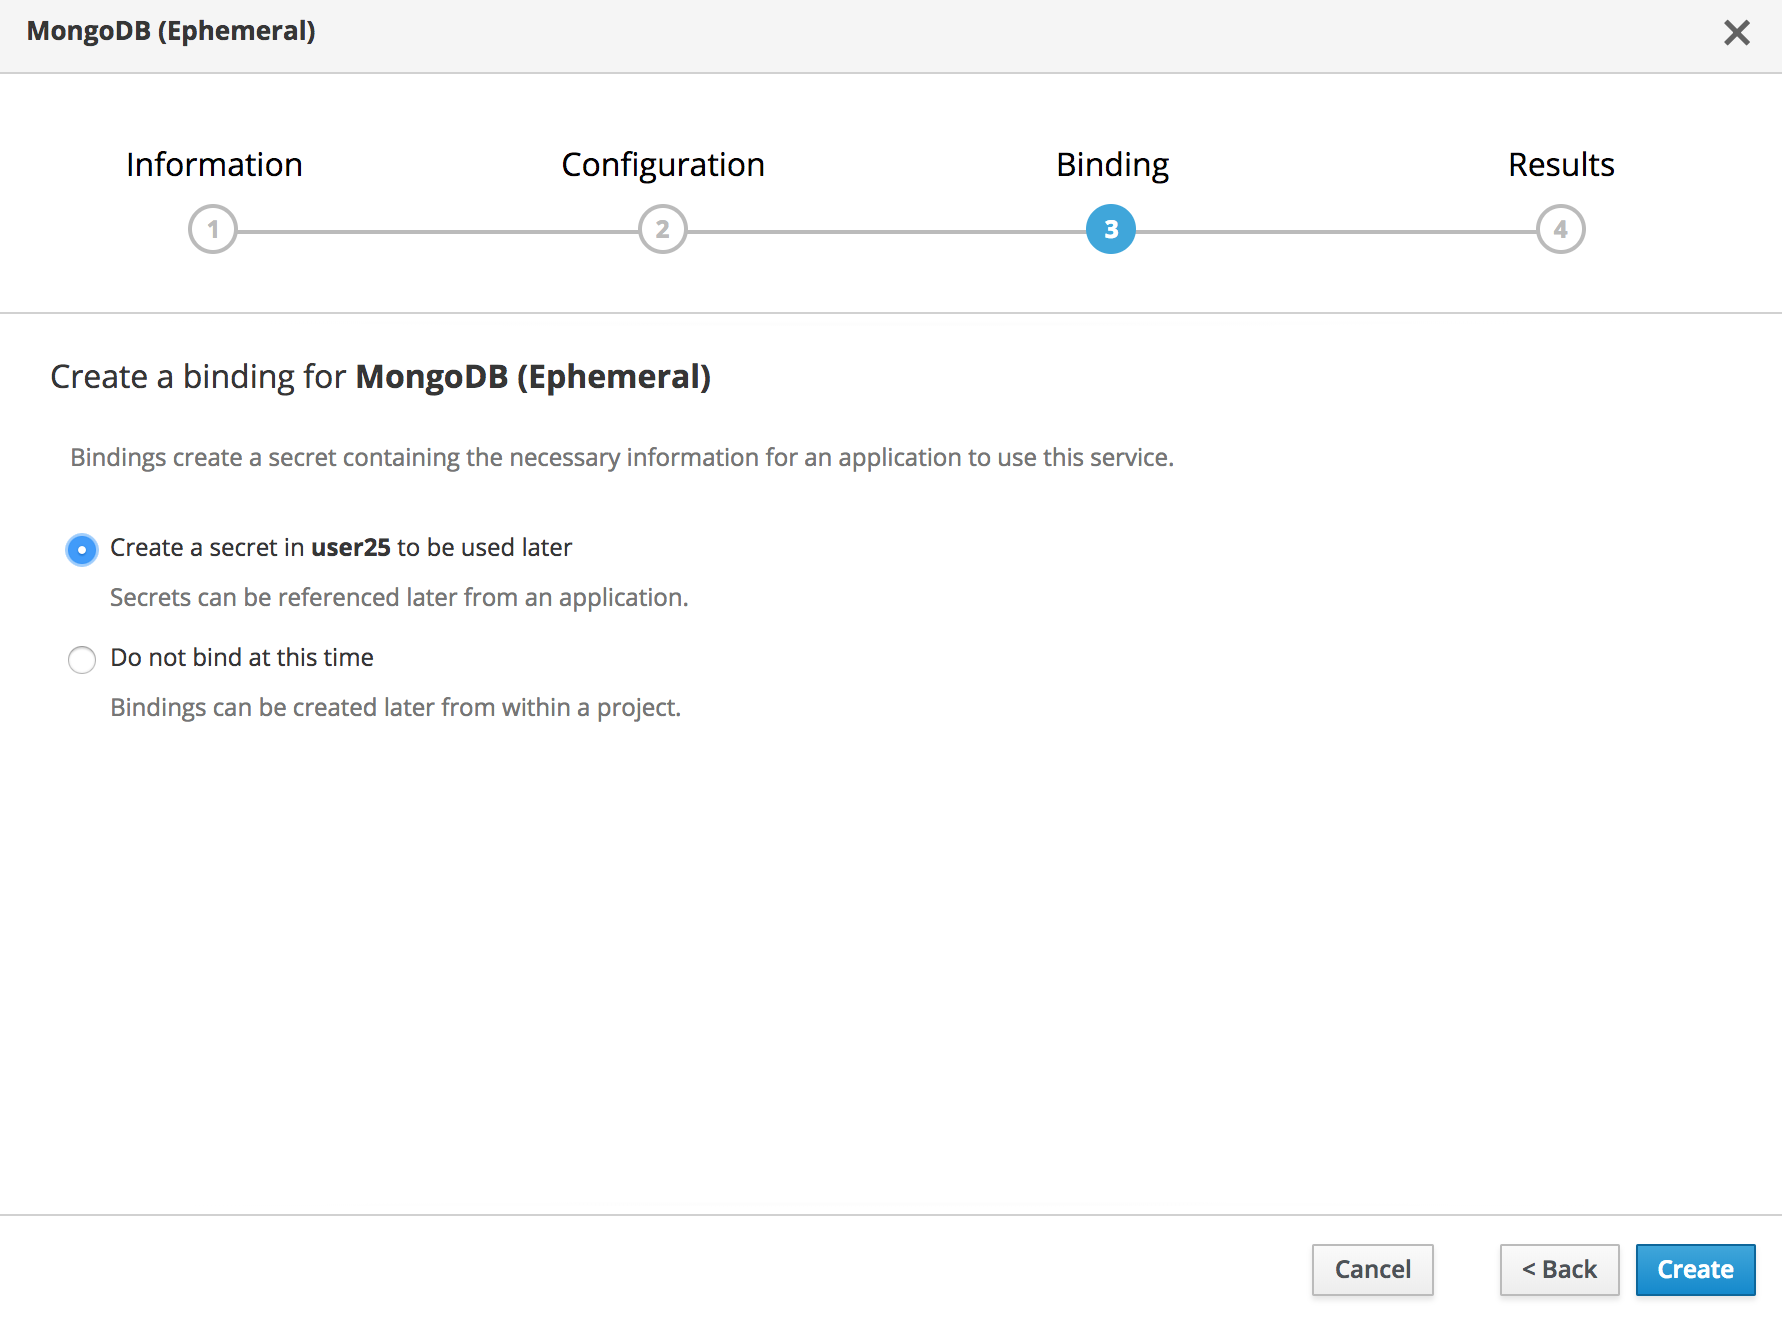 MongoDB (Ephemeral)
Information Configuration Binding Results
1 2 3 4
Create a binding for MongoDB (Ephemeral)
Bindings create a secret containing the necessary information for an application to use this service.
Create a secret in user25 to be used later
Secrets can be referenced later from an application.
Do not bind at this time
Bindings can be created later from within a project.
Cancel < Back Create